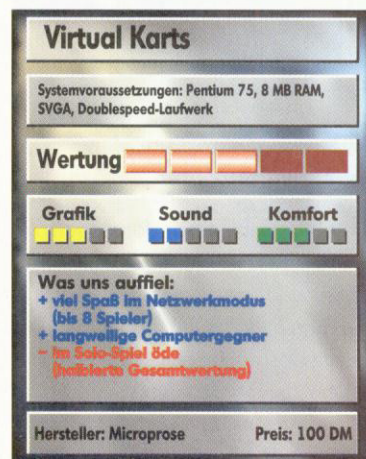 Virtual Karts
Systemvoraussetzungen: Pentium 75, 8 MB RAM,
SVGA, Doublespeed-Laufwerk
Wertung
Grafik Sound Komfort
Was uns auffiel:
+ viel Spaß im Netzwerkmodus
(bis 8 Spieler)
+ langweilige Computergegner
– im Solo-Spiel öde
(halbierte Gesamtwertung)
Hersteller: Microprose Preis: 100 DM